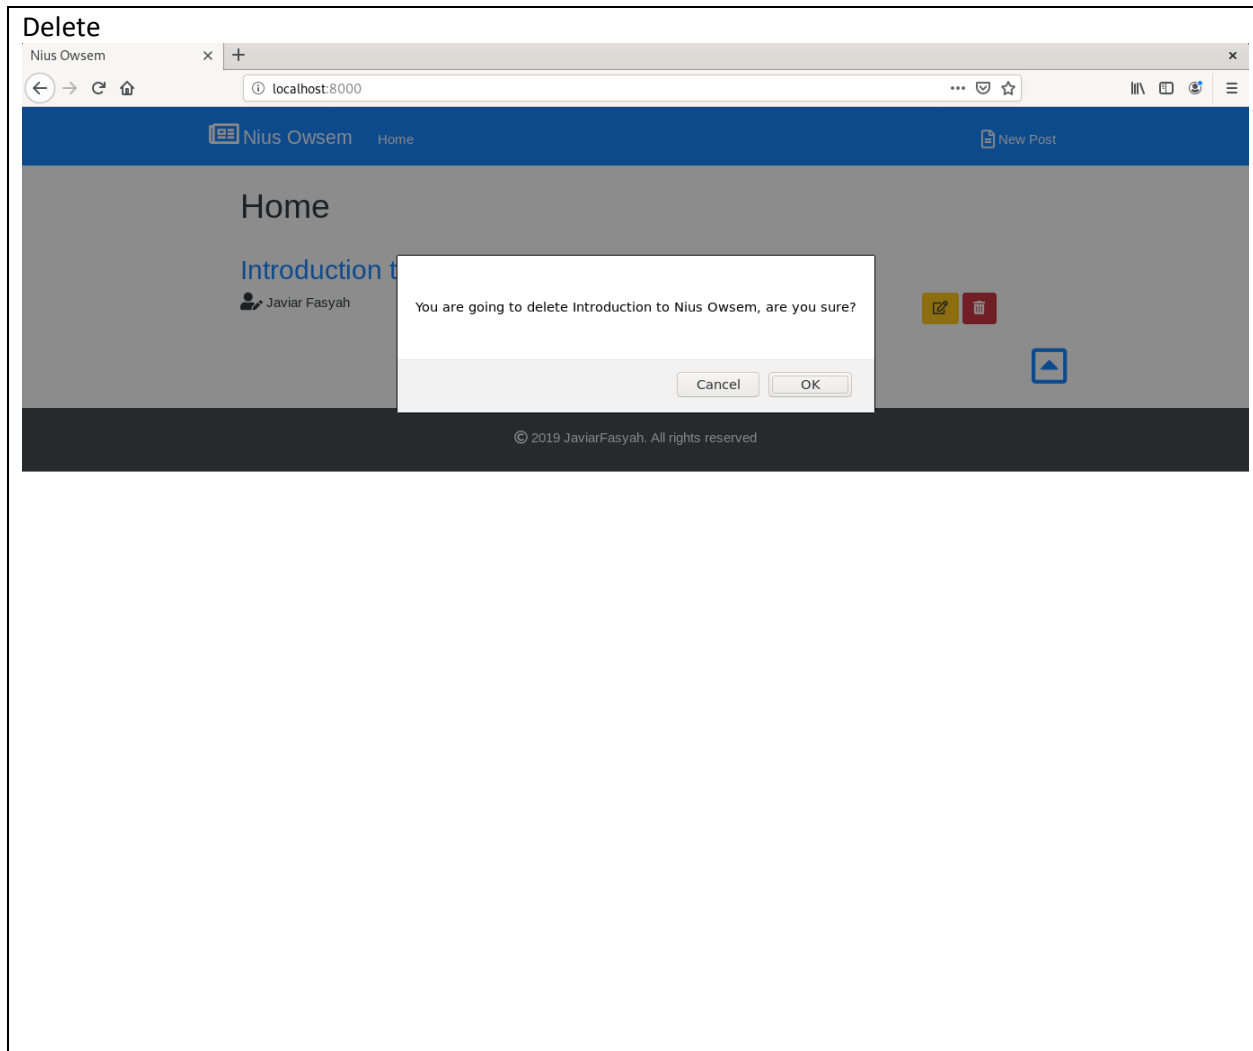 Delete
Nius Owsem
localhost:8000
Nius Owsem Home New Post
Home
Introduction t
Javiar Fasyah
You are going to delete Introduction to Nius Owsem, are you sure?
Cancel OK
© 2019 JaviarFasyah. All rights reserved